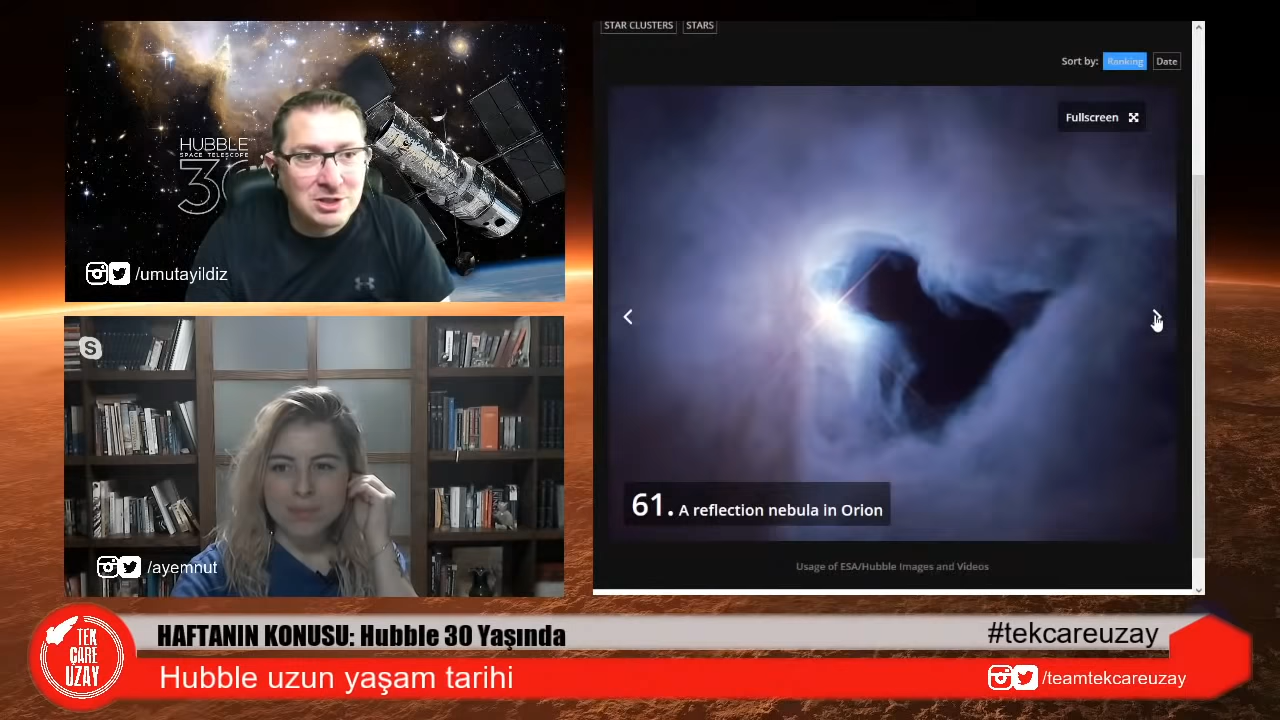 HUBBLE
SPACE TELESCOPE
30
/umutayildiz
S
/ayemnut
STAR CLUSTERS
STARS
Sort by:
Ranking
Date
Fullscreen
61. A reflection nebula in Orion
Usage of ESA/Hubble Images and Videos
TEK
ÇARE
UZAY
HAFTANIN KONUSU: Hubble 30 Yaşında
#tekcareuzay
Hubble uzun yaşam tarihi
/teamtekcareuzay